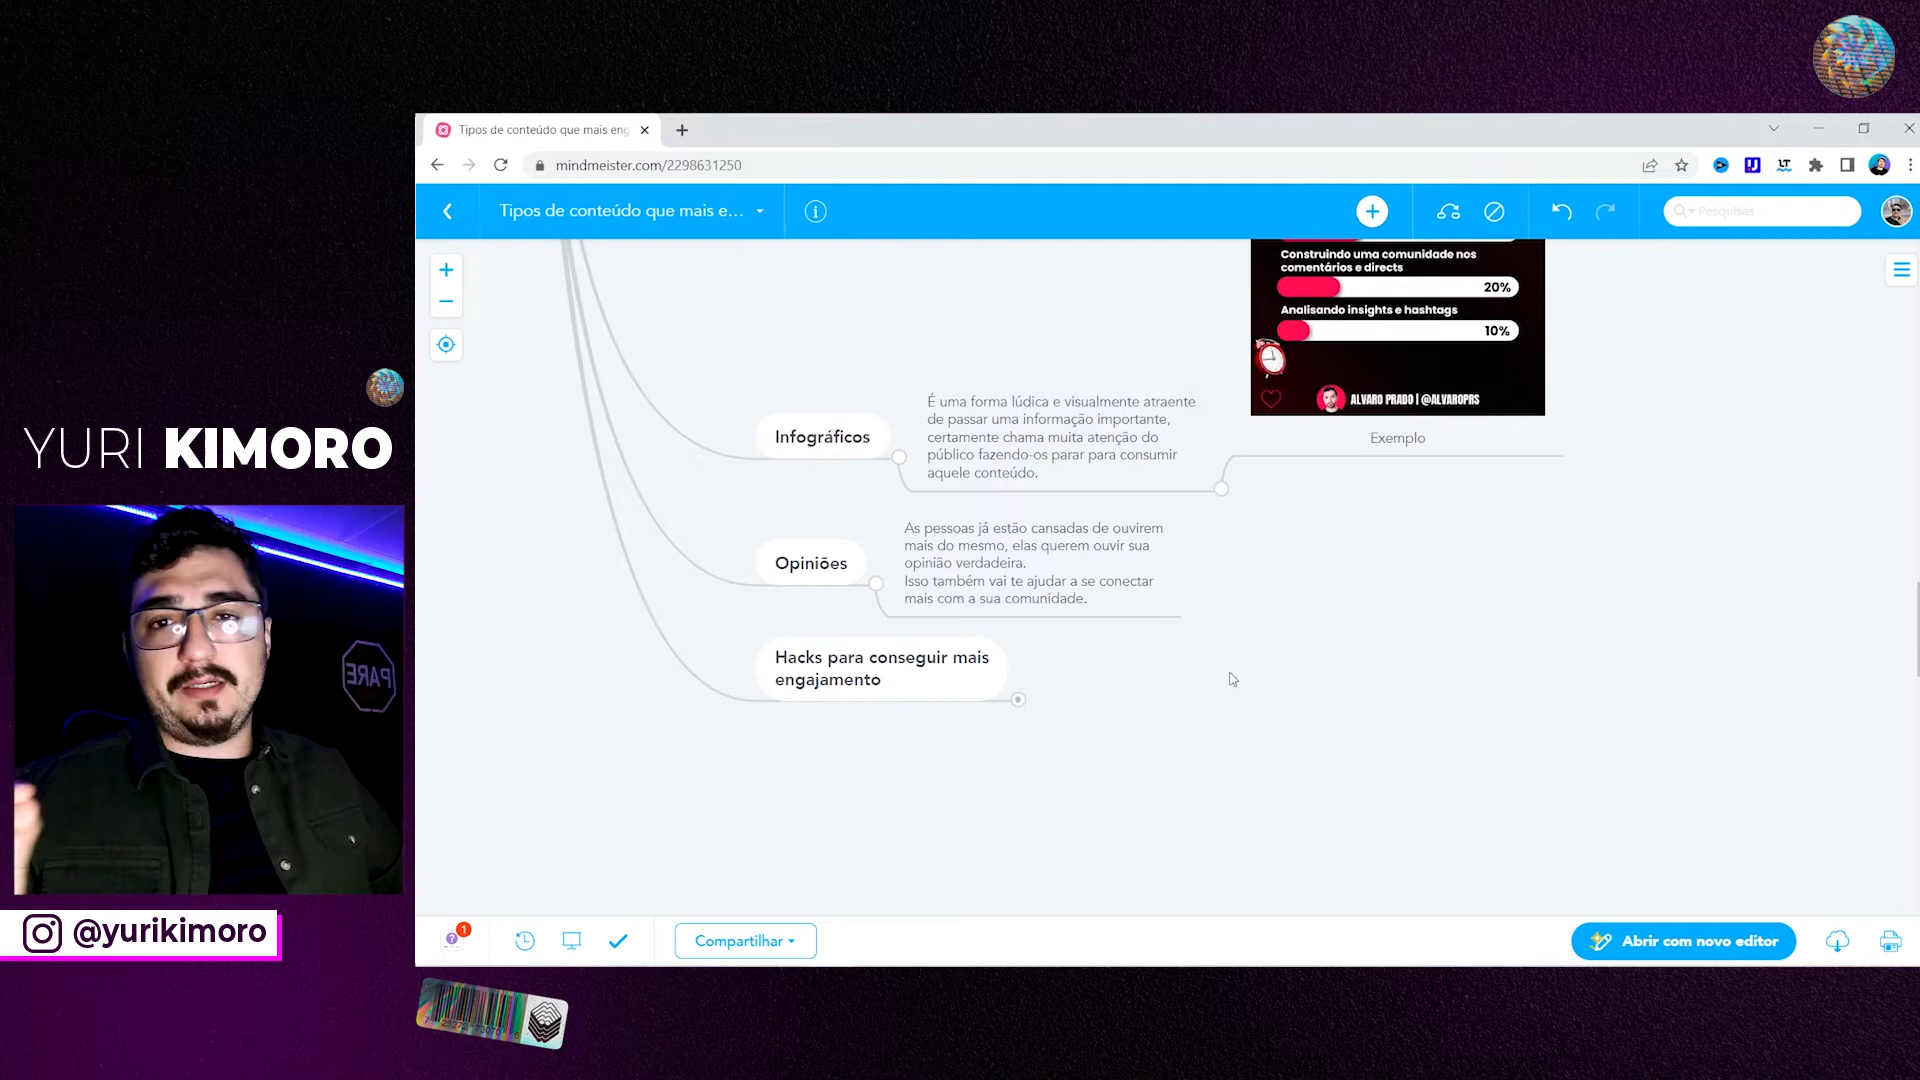 Tipos de conteúdo que mais eng
mindmeister.com/2298631250
Tipos de conteúdo que mais e...
Pesquisas
Construindo uma comunidade nos
comentários e directs
20%
Analisando insights e hashtags
10%
ALVARO PRADO | @ALVAROPRS
Exemplo
É uma forma lúdica e visualmente atraente
de passar uma informação importante,
certamente chama muita atenção do
público fazendo-os parar para consumir
aquele conteúdo.
Infográficos
As pessoas já estão cansadas de ouvirem
mais do mesmo, elas querem ouvir sua
opinião verdadeira.
Isso também vai te ajudar a se conectar
mais com a sua comunidade.
Opiniões
Hacks para conseguir mais
engajamento
YURI KIMORO
PARE
@yurikimoro
1
Compartilhar
Abrir com novo editor